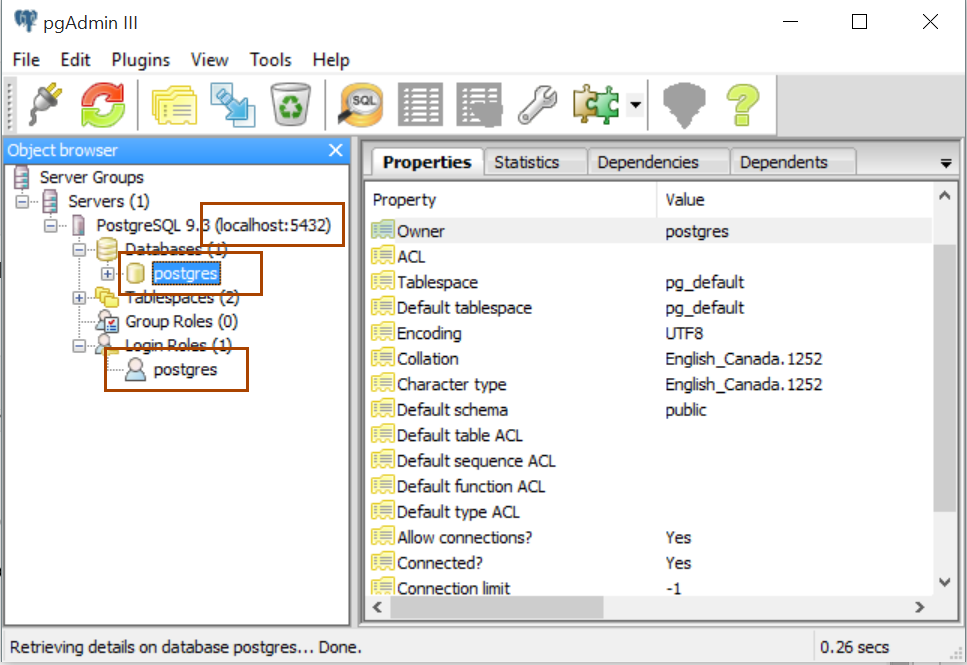 pgAdmin III
File Edit Plugins View Tools Help
SQL
Object browser
Server Groups
Servers (1)
PostgreSQL 9.3 (localhost:5432)
Databases (1)
postgres
Tablespaces (2)
Group Roles (0)
Login Roles (1)
postgres
Properties Statistics Dependencies Dependents
Property Value
Owner postgres
ACL
Tablespace pg_default
Default tablespace pg_default
Encoding UTF8
Collation English_Canada.1252
Character type English_Canada.1252
Default schema public
Default table ACL
Default sequence ACL
Default function ACL
Default type ACL
Allow connections? Yes
Connected? Yes
Connection limit -1
Retrieving details on database postgres... Done. 0.26 secs